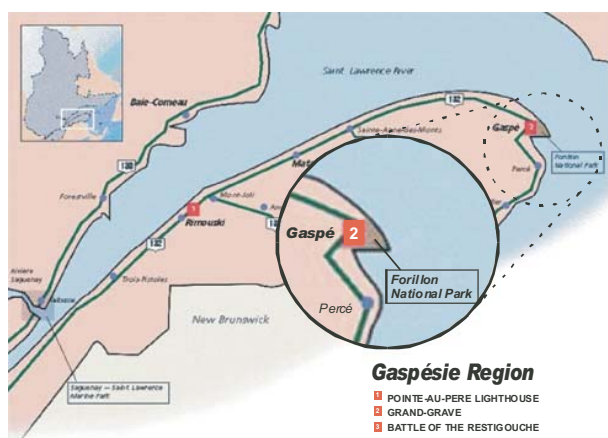 Saint Lawrence River
Baie-Comeau
132
Gaspé
2
Sainte-Anne-des-Monts
Forillon
National Park
Percé
138
Forestville
Mont-Joli
1
Rimouski
132
Gaspé
2
Forillon
National Park
Percé
Rivière
Saguenay
Trois-Pistoles
New Brunswick
Saguenay — Saint Lawrence
Marine Park
Gaspésie Region
1 POINTE-AU-PERE LIGHTHOUSE
2 GRAND-GRAVE
3 BATTLE OF THE RESTIGOUCHE